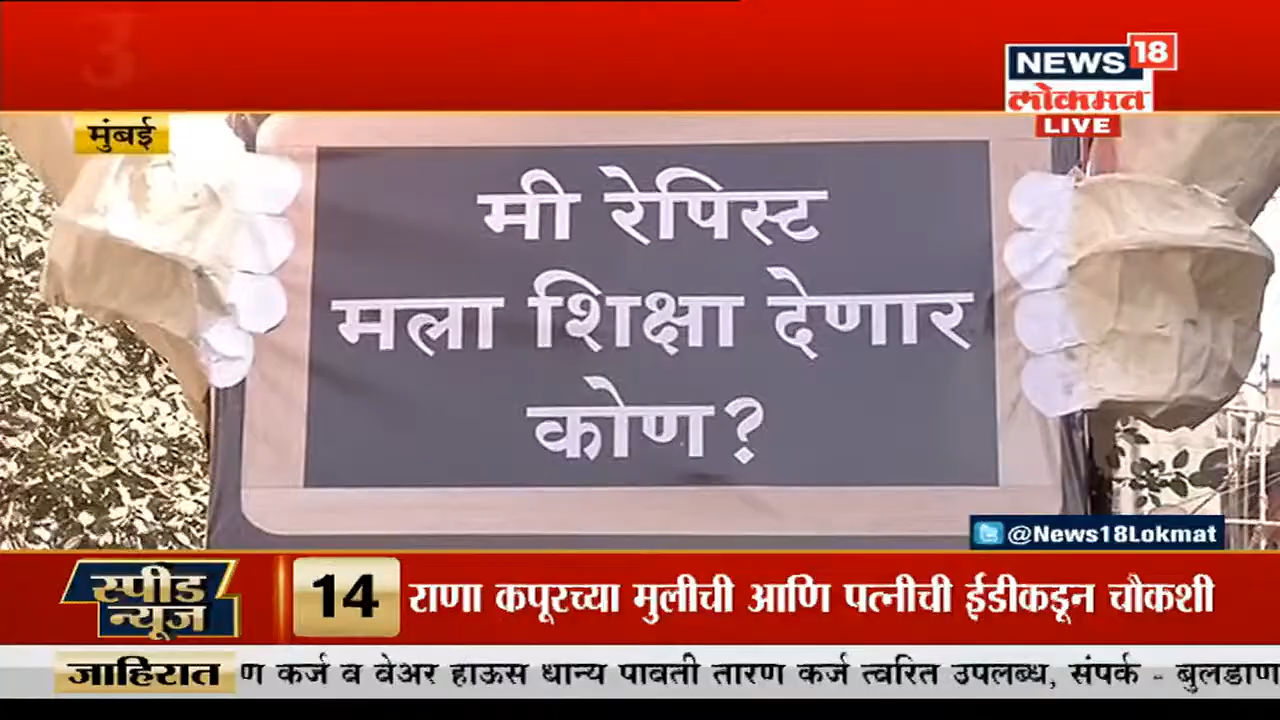 NEWS 18
लोकमत
LIVE
मुंबई
मी रेपिस्ट
मला शिक्षा देणार
कोण?
@News18Lokmat
स्पीड
न्यूज
14
राणा कपूरच्या मुलीची आणि पत्नीची ईडीकडून चौकशी
जाहिरात
ण कर्ज व वेअर हाऊस धान्य पावती तारण कर्ज त्वरित उपलब्ध, संपर्क - बुलडाण